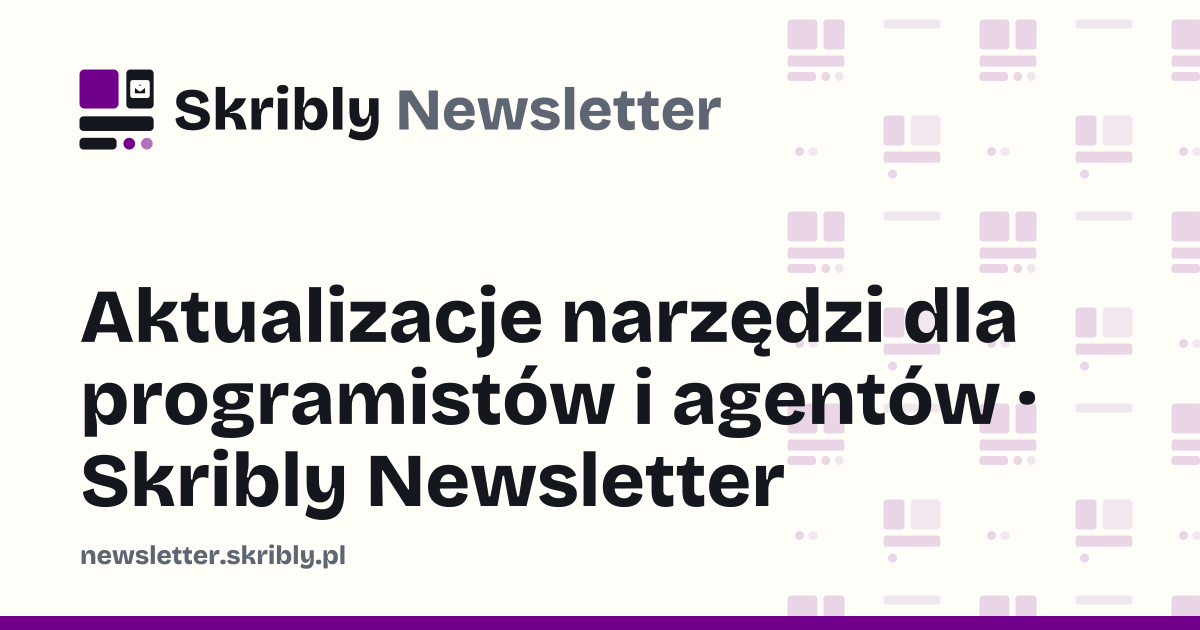 Skribly Newsletter
Aktualizacje narzędzi dla
programistów i agentów ·
Skribly Newsletter
newsletter.skribly.pl